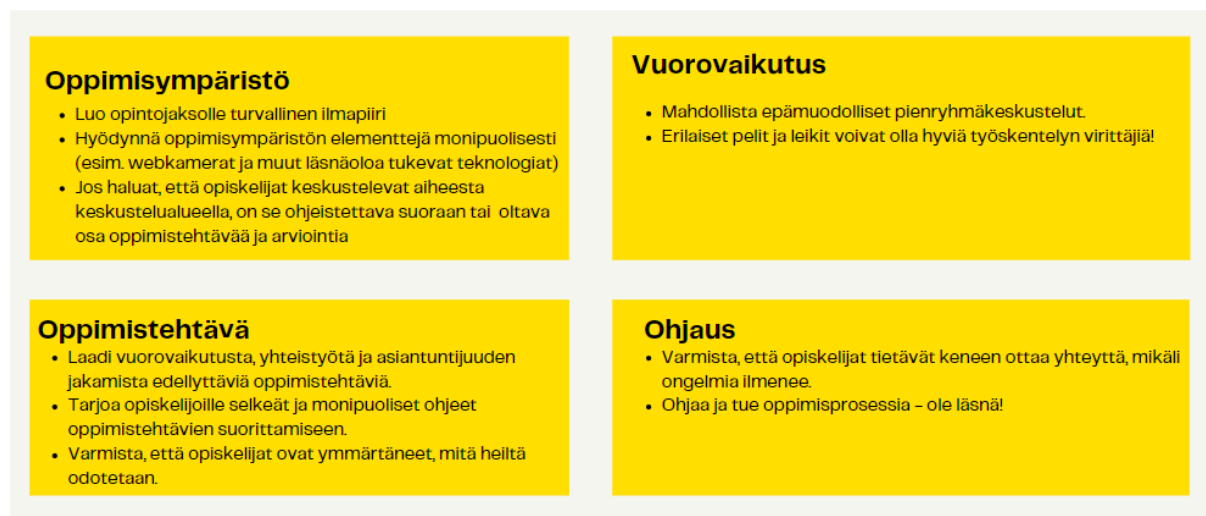 Oppimisympäristö
• Luo opintojaksolle turvallinen ilmapiiri
• Hyödynnä oppimisympäristön elementtejä monipuolisesti
(esim. webkamerat ja muut läsnäoloa tukevat teknologiat)
• Jos haluat, että opiskelijat keskustelevat aiheesta
keskustelualueella, on se ohjeistettava suoraan tai oltava
osa oppimistehtävää ja arviointia
Vuorovaikutus
• Mahdollista epämuodolliset pienryhmäkeskustelut.
• Erilaiset pelit ja leikit voivat olla hyviä työskentelyn virittäjiä!
Oppimistehtävä
• Laadi vuorovaikutusta, yhteistyötä ja asiantuntijuuden
jakamista edellyttäviä oppimistehtäviä.
• Tarjoa opiskelijoille selkeät ja monipuoliset ohjeet
oppimistehtävien suorittamiseen.
• Varmista, että opiskelijat ovat ymmärtäneet, mitä heiltä
odotetaan.
Ohjaus
• Varmista, että opiskelijat tietävät keneen ottaa yhteyttä, mikäli
ongelmia ilmenee.
• Ohjaa ja tue oppimisprosessia – ole läsnä!